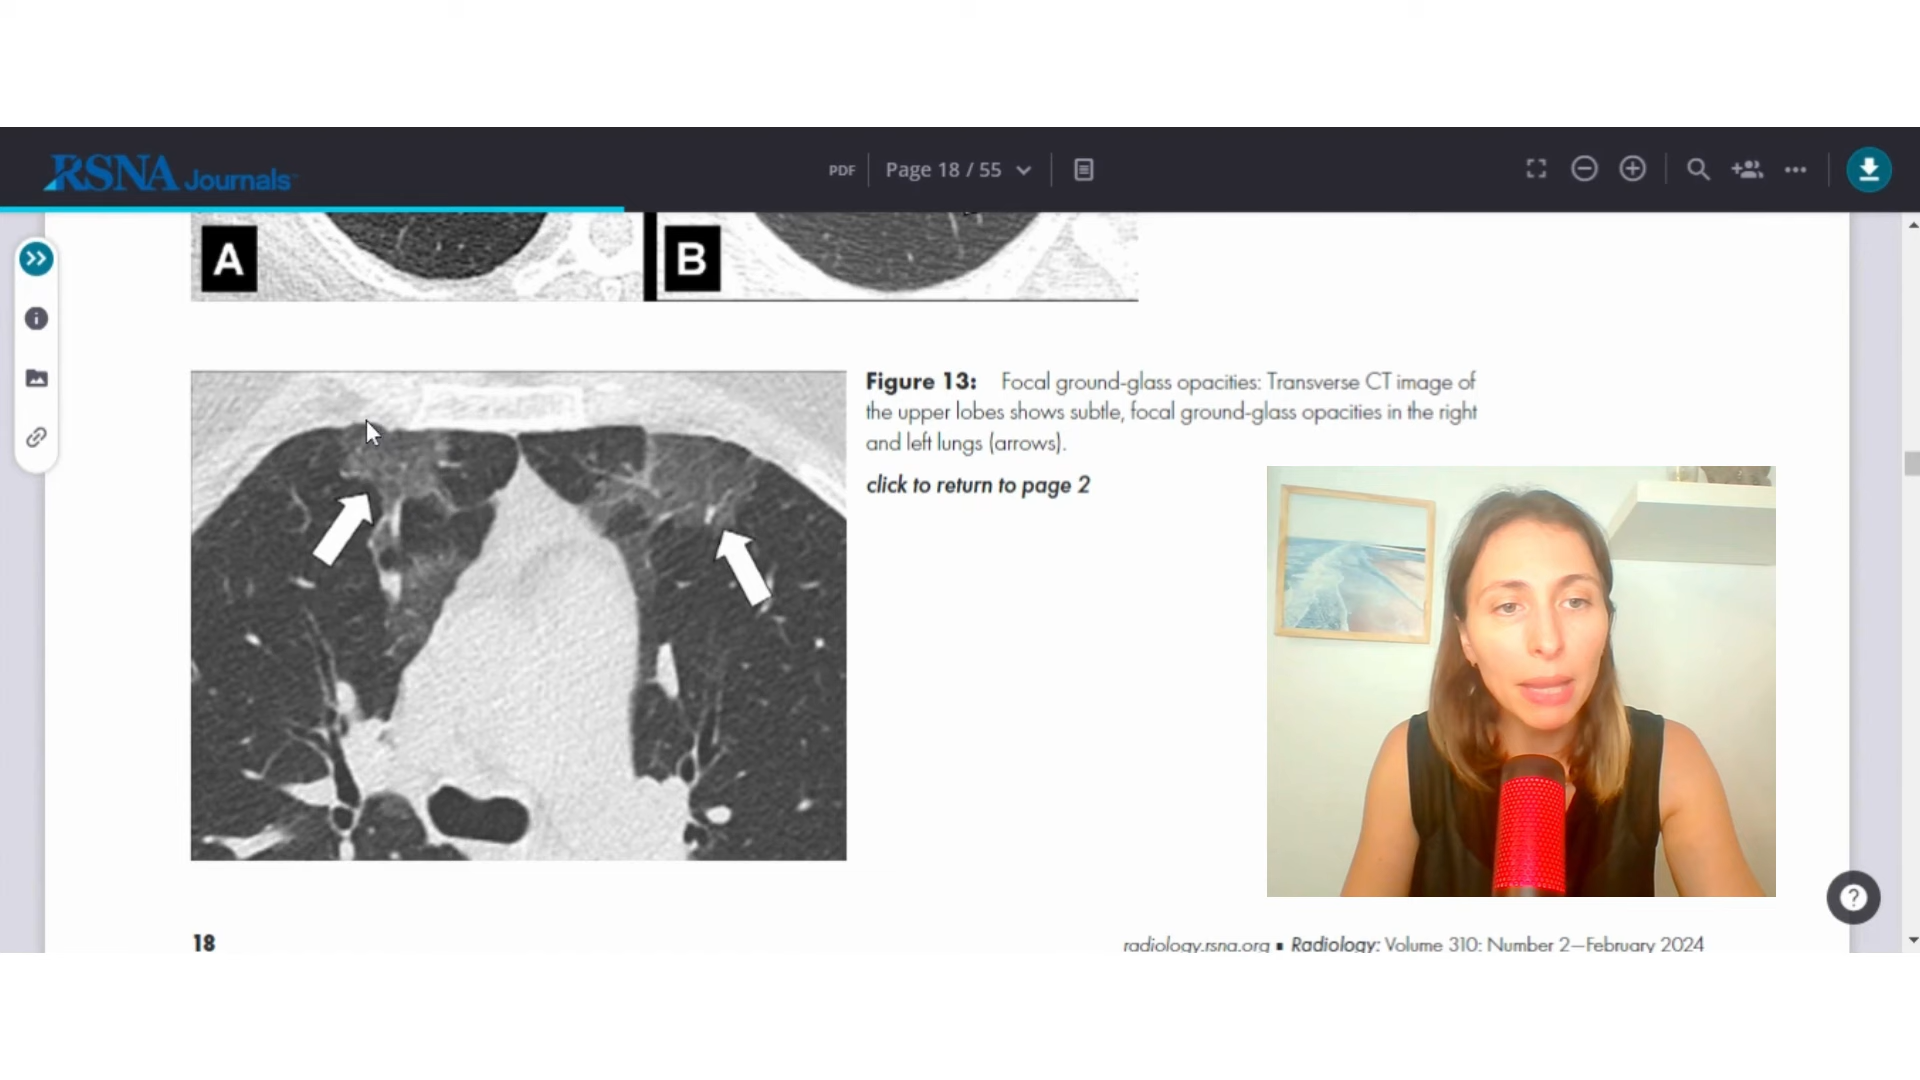 RSNA Journals
PDF
Page 18 / 55
A
B
Figure 13: Focal ground-glass opacities: Transverse CT image of
the upper lobes shows subtle, focal ground-glass opacities in the right
and left lungs (arrows).
click to return to page 2
18
radiology.rsna.org ▪ Radiology: Volume 310: Number 2—February 2024